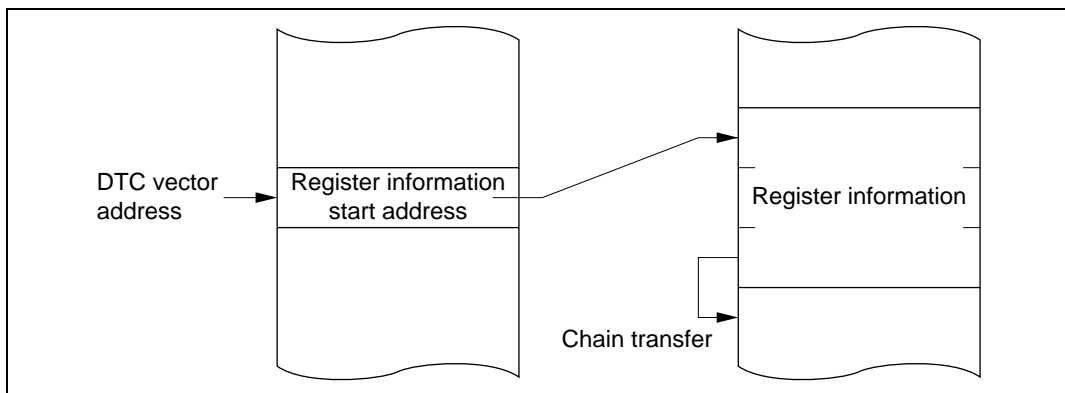 DTC vector
address
Register information
start address
Register information
Chain transfer